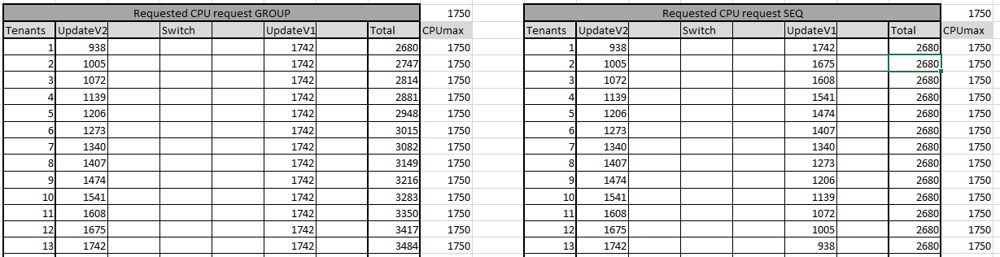 Requested CPU request GROUP 1750 Requested CPU request SEQ 1750
Tenants UpdateV2 Switch UpdateV1 Total CPUmax Tenants UpdateV2 Switch UpdateV1 Total CPUmax
1 938 1742 2680 1750 1 938 1742 2680 1750
2 1005 1742 2747 1750 2 1005 1675 2680 1750
3 1072 1742 2814 1750 3 1072 1608 2680 1750
4 1139 1742 2881 1750 4 1139 1541 2680 1750
5 1206 1742 2948 1750 5 1206 1474 2680 1750
6 1273 1742 3015 1750 6 1273 1407 2680 1750
7 1340 1742 3082 1750 7 1340 1340 2680 1750
8 1407 1742 3149 1750 8 1407 1273 2680 1750
9 1474 1742 3216 1750 9 1474 1206 2680 1750
10 1541 1742 3283 1750 10 1541 1139 2680 1750
11 1608 1742 3350 1750 11 1608 1072 2680 1750
12 1675 1742 3417 1750 12 1675 1005 2680 1750
13 1742 1742 3484 1750 13 1742 938 2680 1750